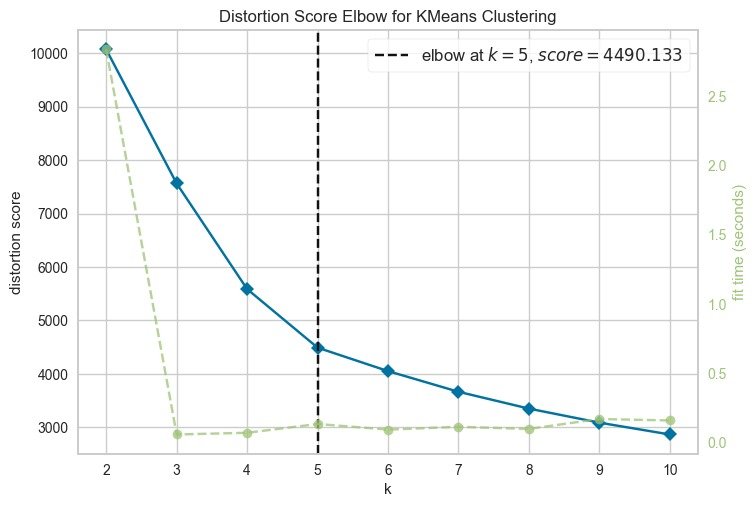 Distortion Score Elbow for KMeans Clustering
elbow at k = 5, score = 4490.133
distortion score
10000
9000
8000
7000
6000
5000
4000
3000
2.5
2.0
1.5
1.0
0.5
0.0
fit time (seconds)
2 3 4 5 6 7 8 9 10
k